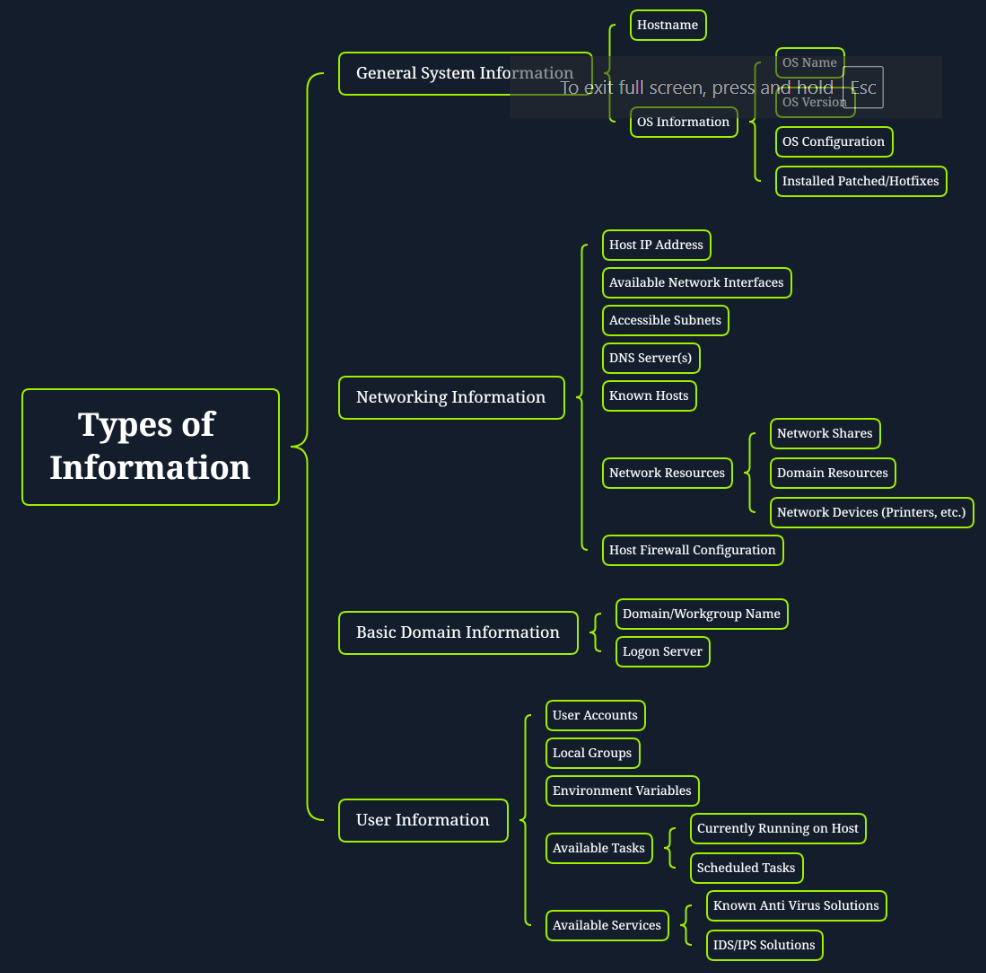 Types of
Information
General System Information
Hostname
OS Information
OS Name
OS Version
OS Configuration
Installed Patched/Hotfixes
To exit full screen, press and hold Esc
Networking Information
Host IP Address
Available Network Interfaces
Accessible Subnets
DNS Server(s)
Known Hosts
Network Resources
Network Shares
Domain Resources
Network Devices (Printers, etc.)
Host Firewall Configuration
Basic Domain Information
Domain/Workgroup Name
Logon Server
User Information
User Accounts
Local Groups
Environment Variables
Available Tasks
Currently Running on Host
Scheduled Tasks
Available Services
Known Anti Virus Solutions
IDS/IPS Solutions